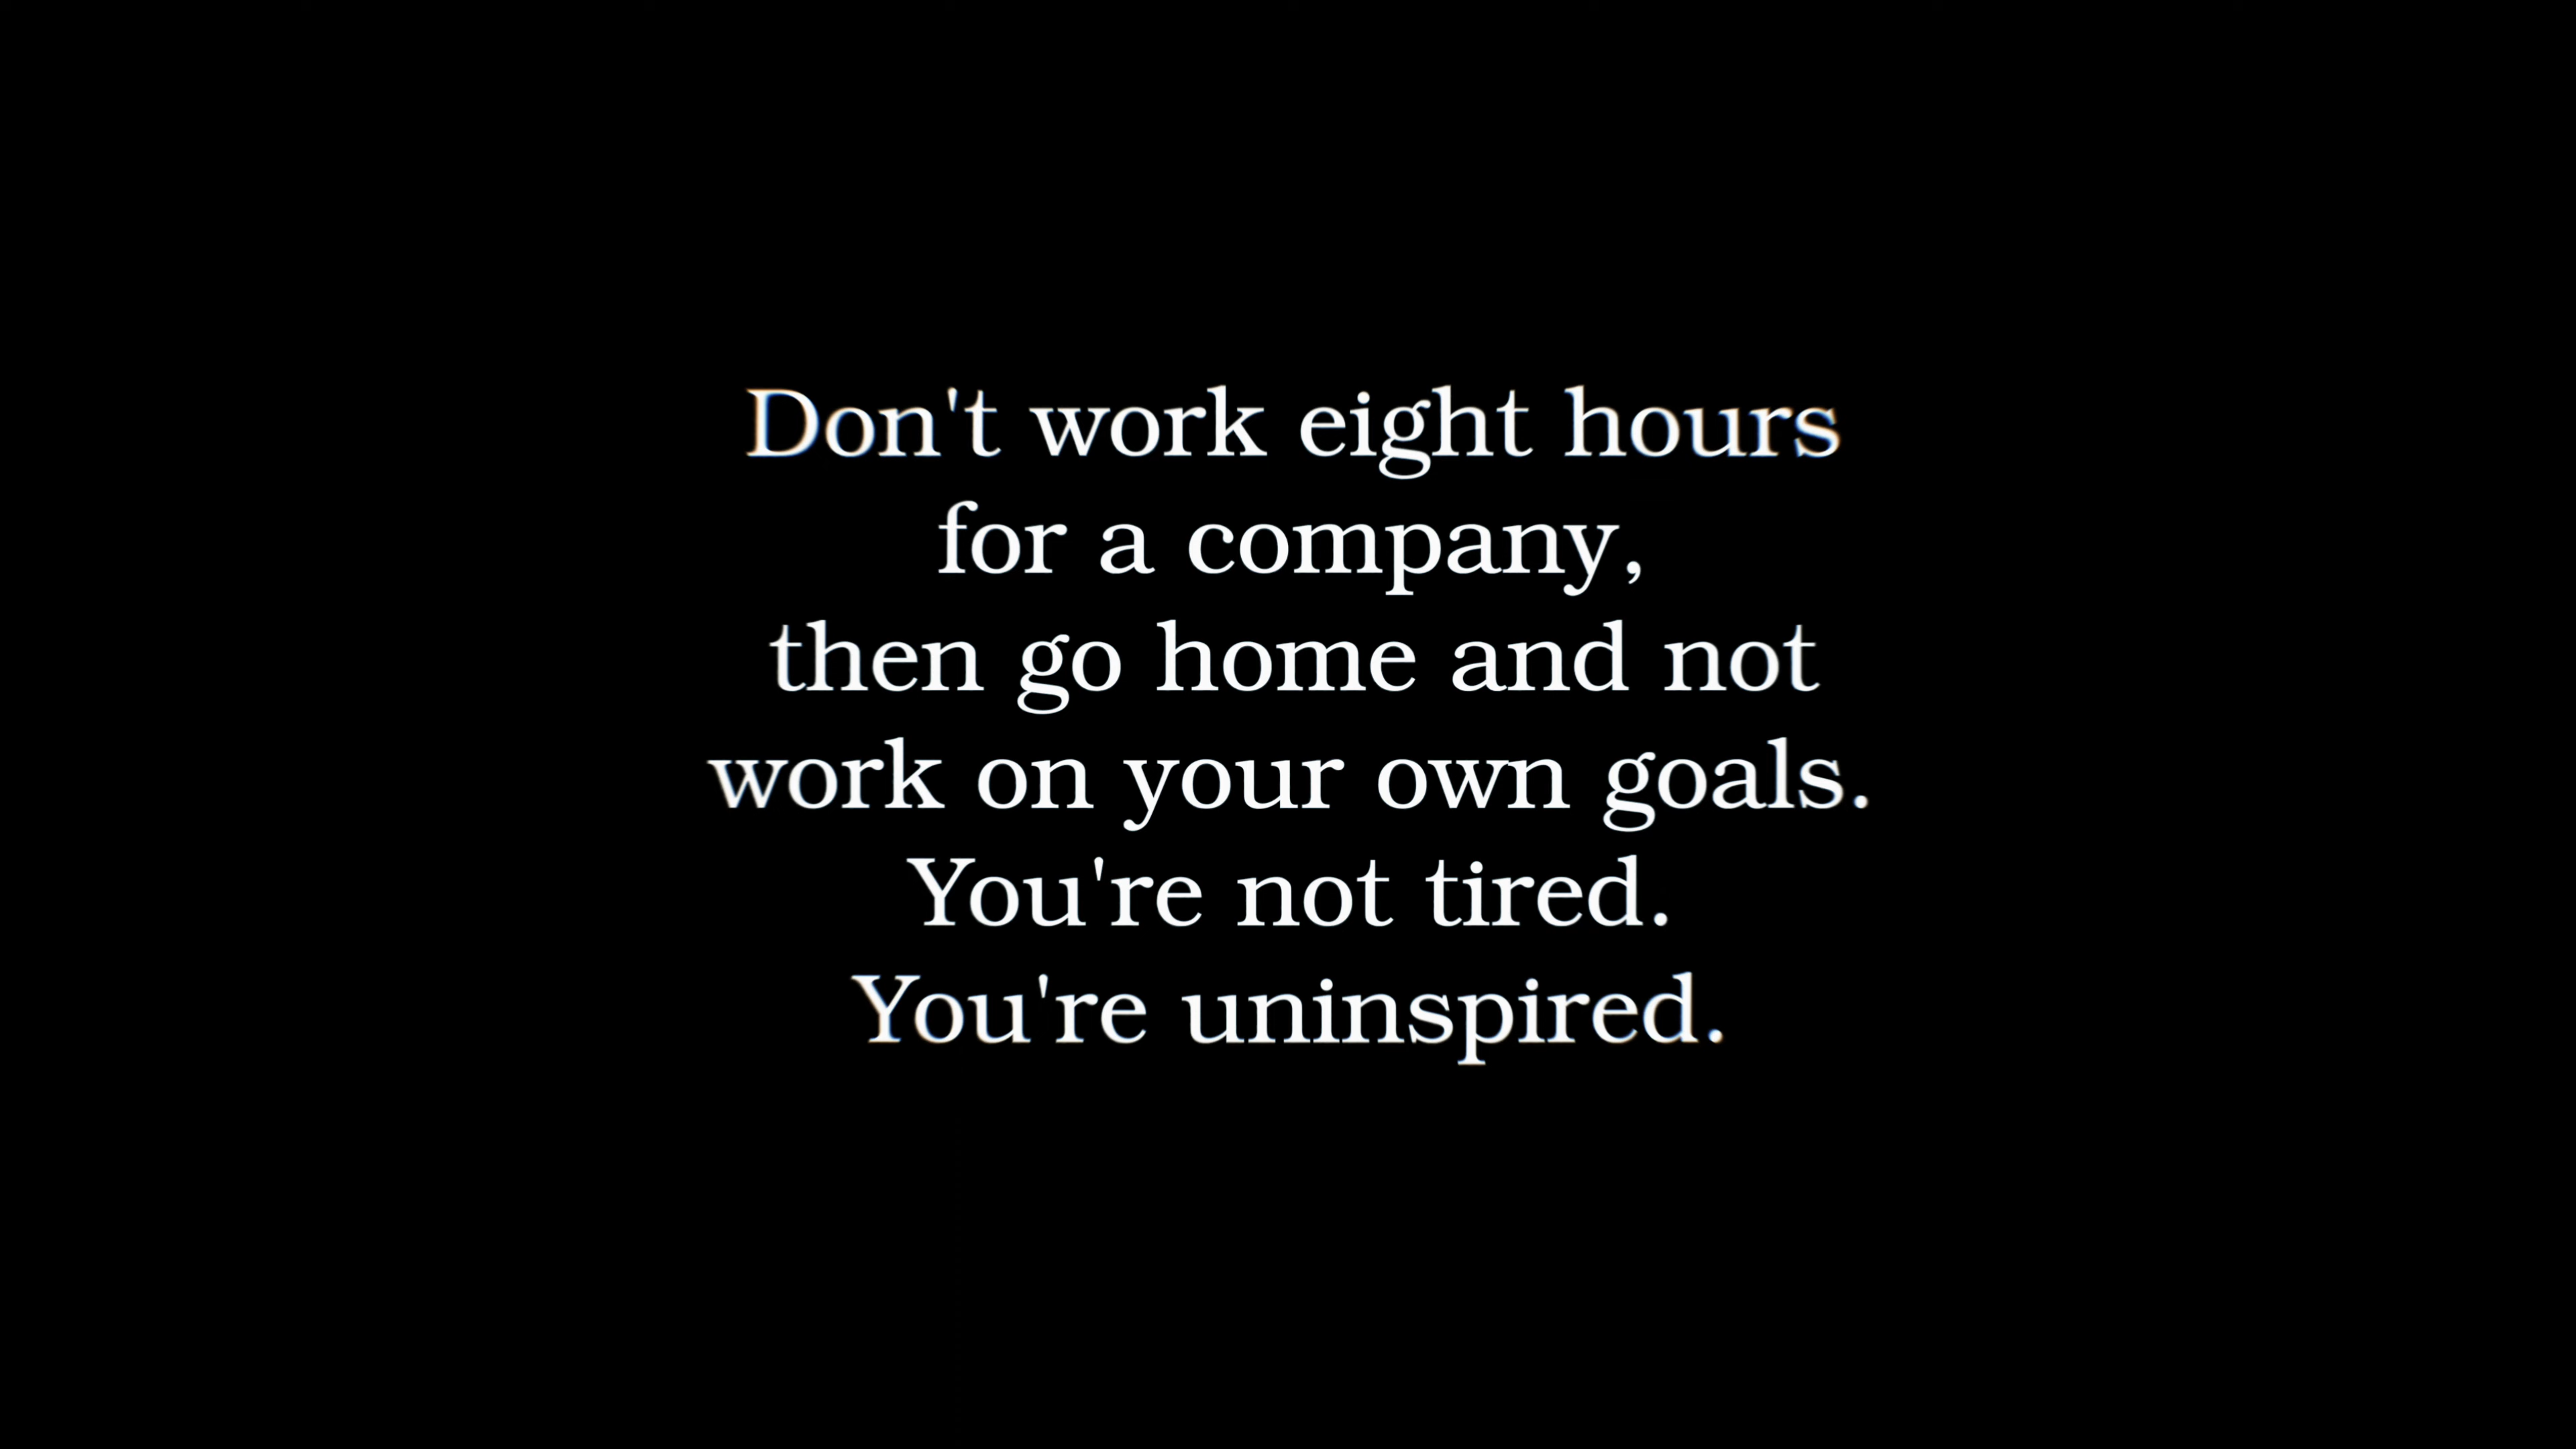 Don't work eight hours
for a company,
then go home and not
work on your own goals.
You're not tired.
You're uninspired.